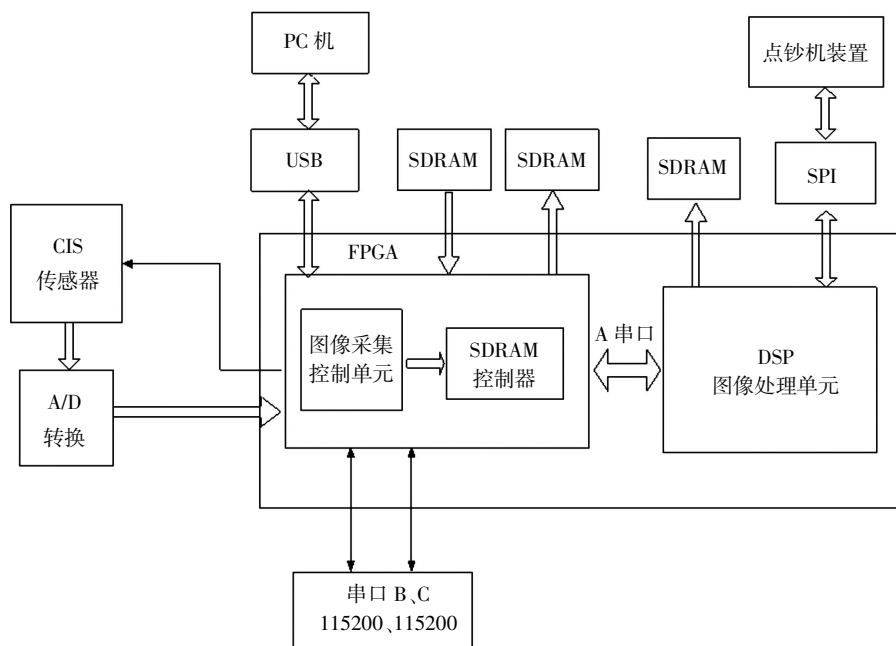 PC 机
点钞机装置
USB
SDRAM
SDRAM
SDRAM
SPI
CIS
传感器
FPGA
A 串口
图像采集
控制单元
SDRAM
控制器
DSP
图像处理单元
A/D
转换
串口 B、C
115200、115200